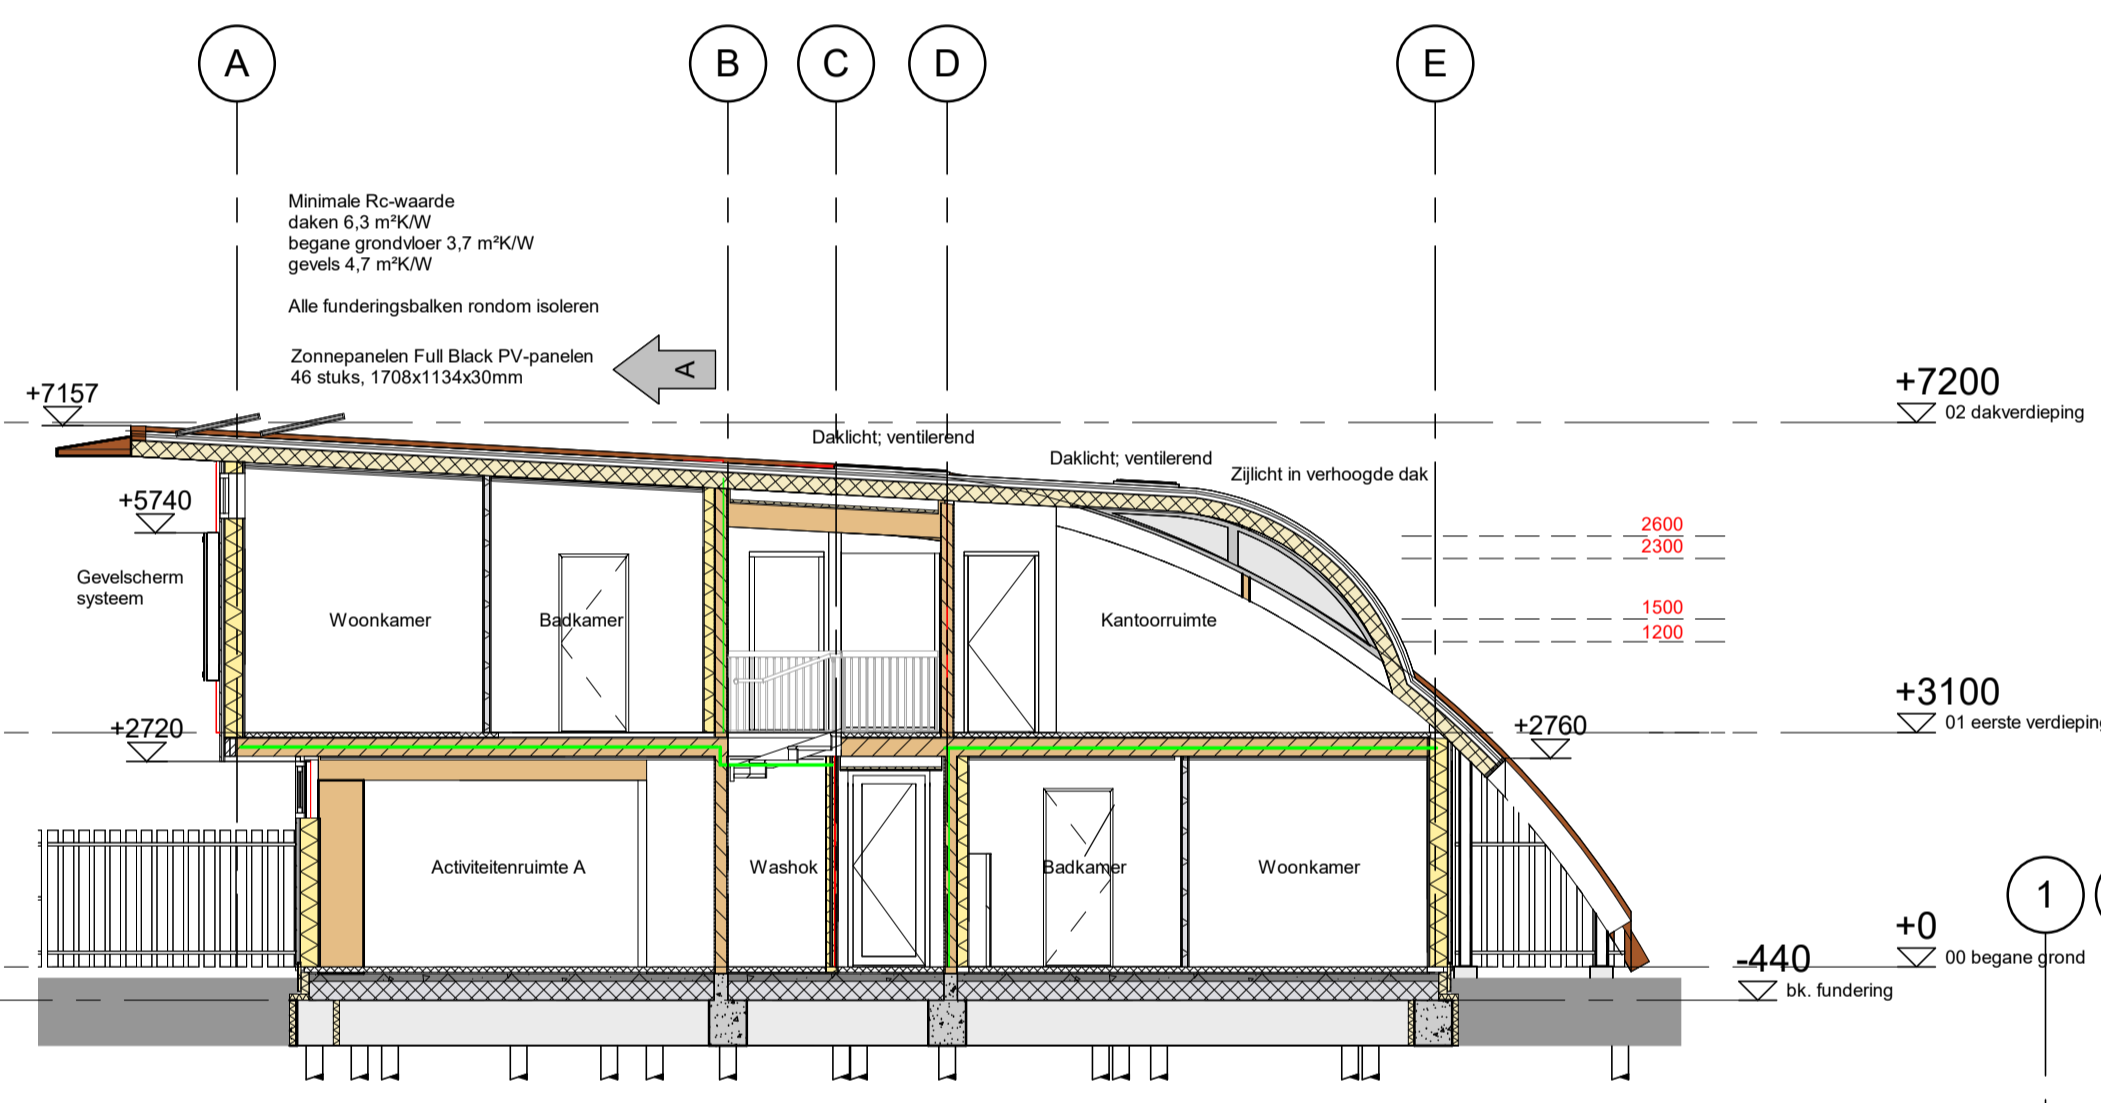 A
B
C
D
E
Minimale Rc-waarde
daken 6,3 m²K/W
begane grondvloer 3,7 m²K/W
gevels 4,7 m²K/W
Alle funderingsbalken rondom isoleren
Zonnepanelen Full Black PV-panelen
46 stuks, 1708x1134x30mm
A
+7157
+7200
02 dakverdieping
Daklicht; ventilerend
Daklicht; ventilerend
Zijlicht in verhoogde dak
+5740
2600
2300
Gevelscherm
systeem
1500
1200
Woonkamer
Badkamer
Kantoorruimte
+3100
01 eerste verdieping
+2720
+2760
Activiteitenruimte A
Washok
Badkamer
Woonkamer
1
+0
00 begane grond
-440
bk. fundering